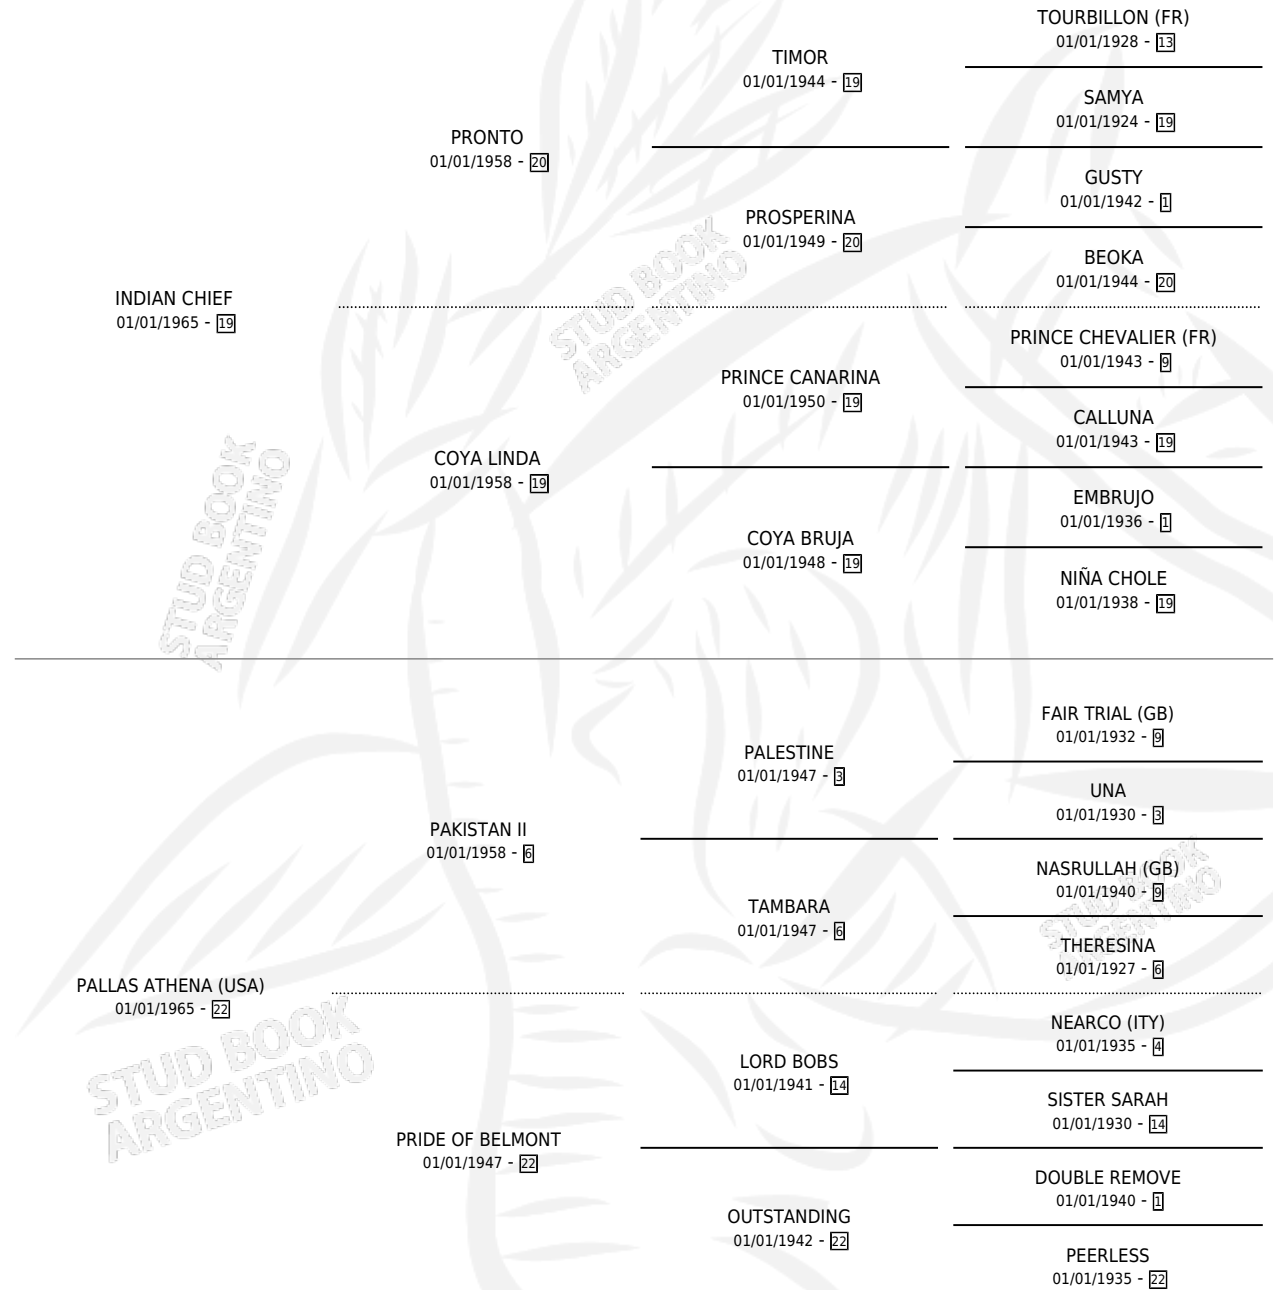 TOURBILLON (FR)
01/01/1928 - 13
TIMOR
01/01/1944 - 19
SAMYA
01/01/1924 - 19
PRONTO
01/01/1958 - 20
GUSTY
01/01/1942 - 1
PROSPERINA
01/01/1949 - 20
BEOKA
01/01/1944 - 20
INDIAN CHIEF
01/01/1965 - 19
STUD BOOK
ARGENTINO
PRINCE CHEVALIER (FR)
01/01/1943 - 9
PRINCE CANARINA
01/01/1950 - 19
CALLUNA
01/01/1943 - 19
COYA LINDA
01/01/1958 - 19
EMBRUJO
01/01/1936 - 1
COYA BRUJA
01/01/1948 - 19
NIÑA CHOLE
01/01/1938 - 19
STUD BOOK
ARGENTINO
FAIR TRIAL (GB)
01/01/1932 - 9
PALESTINE
01/01/1947 - 3
UNA
01/01/1930 - 3
PAKISTAN II
01/01/1958 - 6
NASRULLAH (GB)
01/01/1940 - 9
TAMBARA
01/01/1947 - 6
THERESINA
01/01/1927 - 6
STUD BOOK
ARGENTINO
PALLAS ATHENA (USA)
01/01/1965 - 22
NEARCO (ITY)
01/01/1935 - 4
LORD BOBS
01/01/1941 - 14
SISTER SARAH
01/01/1930 - 14
STUD BOOK
ARGENTINO
PRIDE OF BELMONT
01/01/1947 - 22
DOUBLE REMOVE
01/01/1940 - 1
OUTSTANDING
01/01/1942 - 22
PEERLESS
01/01/1935 - 22